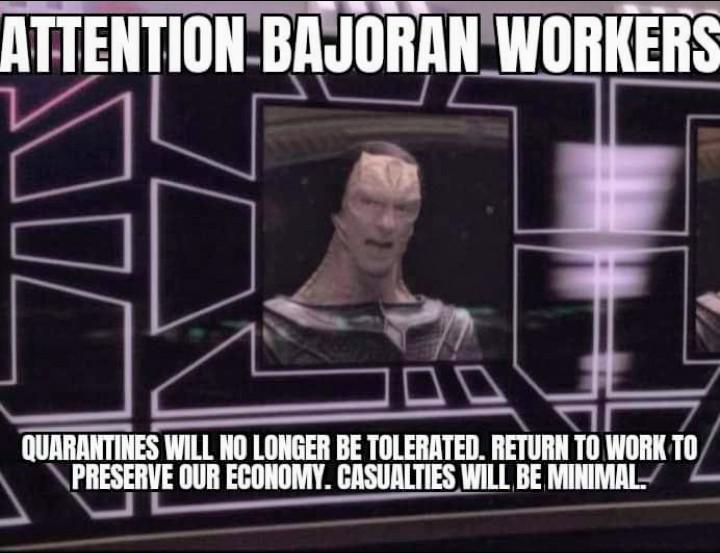 ATTENTION BAJORAN WORKERS
QUARANTINES WILL NO LONGER BE TOLERATED. RETURN TO WORK TO
PRESERVE OUR ECONOMY. CASUALTIES WILL BE MINIMAL.